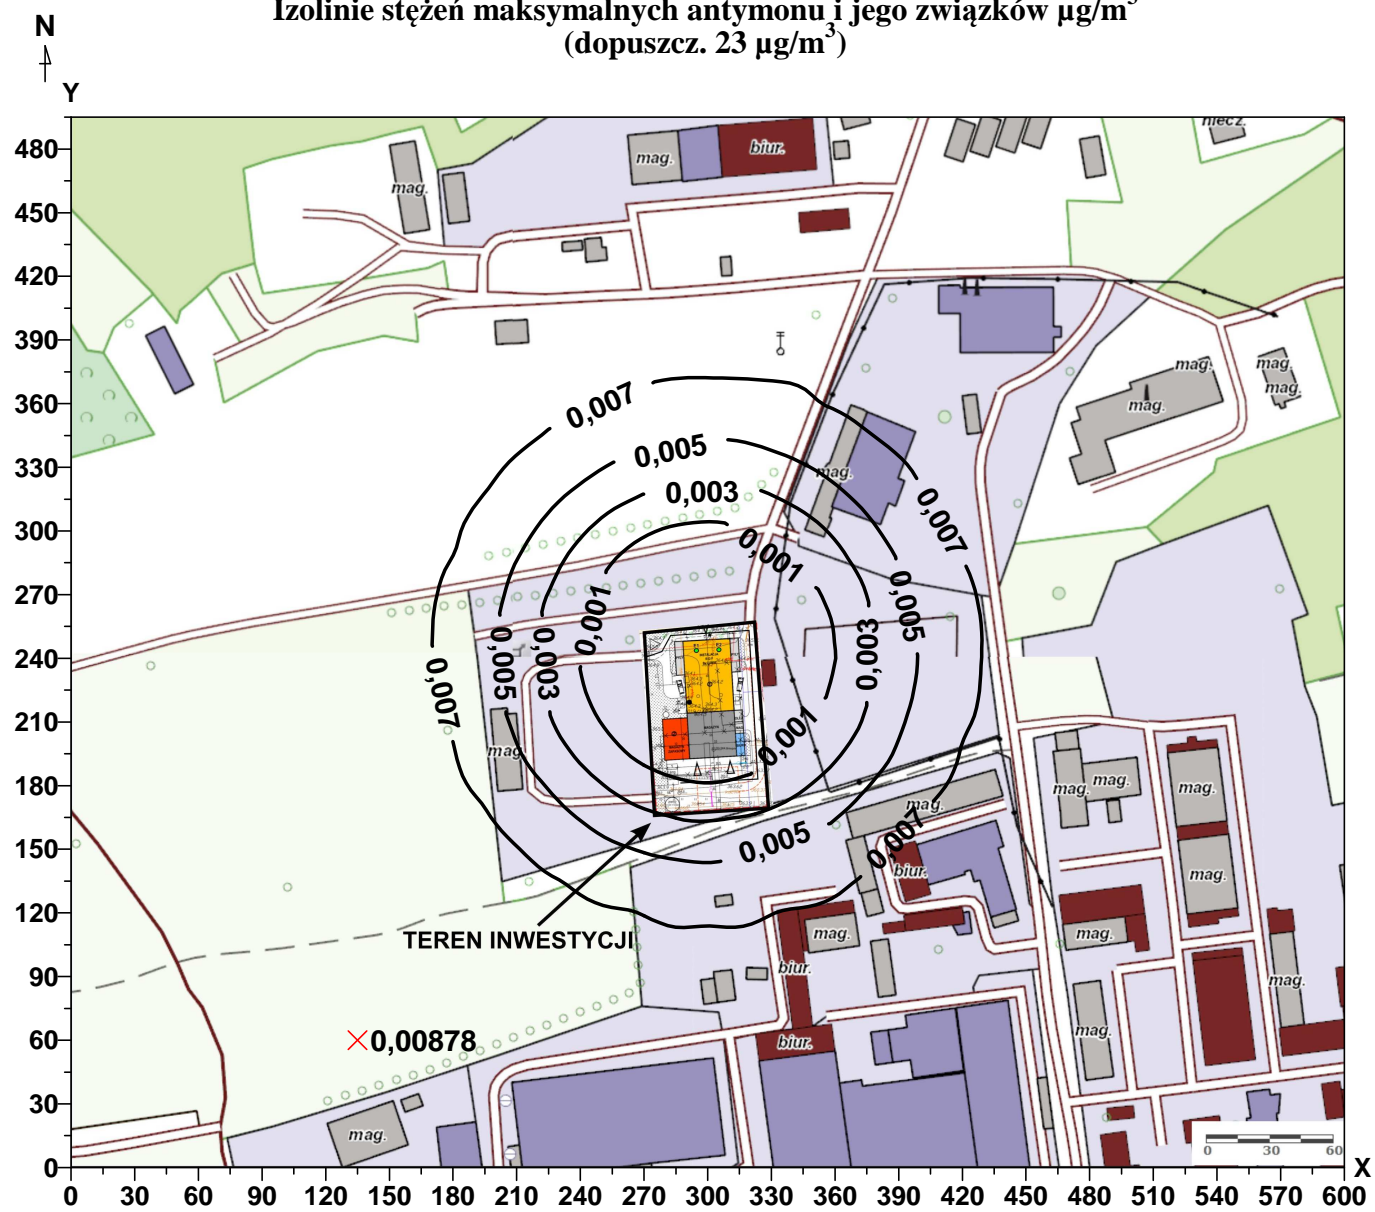 Izolinie stężeń maksymalnych antymonu i jego związków µg/m³
(dopuszcz. 23 µg/m³)
N
Y
480
450
420
390
360
330
300
270
240
210
180
150
120
90
60
30
0
mag.
mag.
biur.
niecz.
mag.
mag.
mag.
mag.
mag.
0,007
0,005
0,003
0,001
0,007
0,005
0,003
0,001
0,001
0,003
0,005
0,007
mag.
0,001
0,005
0,007
mag.
biur.
TEREN INWESTYCJI
mag.
biur.
biur.
mag.
mag.
mag.
mag.
mag.
mag.
mag.
0,00878
mag.
0 30 60
X
0 30 60 90 120 150 180 210 240 270 300 330 360 390 420 450 480 510 540 570 600